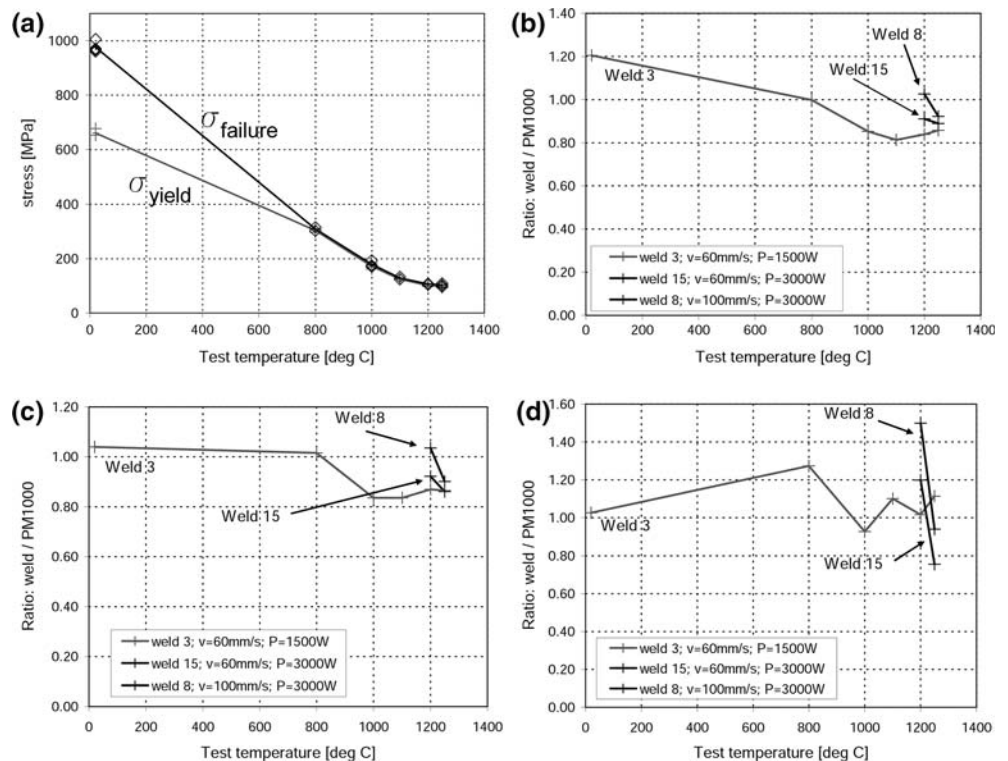 (a)
1000
800
600
400
200
0
stress [MPa]
σ failure
σ yield
0 200 400 600 800 1000 1200 1400
Test temperature [deg C]
(b)
1.40
1.20
1.00
0.80
0.60
0.40
0.20
0.00
Ratio: weld / PM1000
Weld 8
Weld 15
Weld 3
weld 3; v=60mm/s; P=1500W
weld 15; v=60mm/s; P=3000W
weld 8; v=100mm/s; P=3000W
0 200 400 600 800 1000 1200 1400
Test temperature [deg C]
(c)
1.20
1.00
0.80
0.60
0.40
0.20
0.00
Ratio: weld / PM1000
Weld 8
Weld 3
Weld 15
weld 3; v=60mm/s; P=1500W
weld 15; v=60mm/s; P=3000W
weld 8; v=100mm/s; P=3000W
0 200 400 600 800 1000 1200 1400
Test temperature [deg C]
(d)
1.60
1.40
1.20
1.00
0.80
0.60
0.40
0.20
0.00
Ratio: weld / PM1000
Weld 8
Weld 3
Weld 15
weld 3; v=60mm/s; P=1500W
weld 15; v=60mm/s; P=3000W
weld 8; v=100mm/s; P=3000W
0 200 400 600 800 1000 1200 1400
Test temperature [deg C]